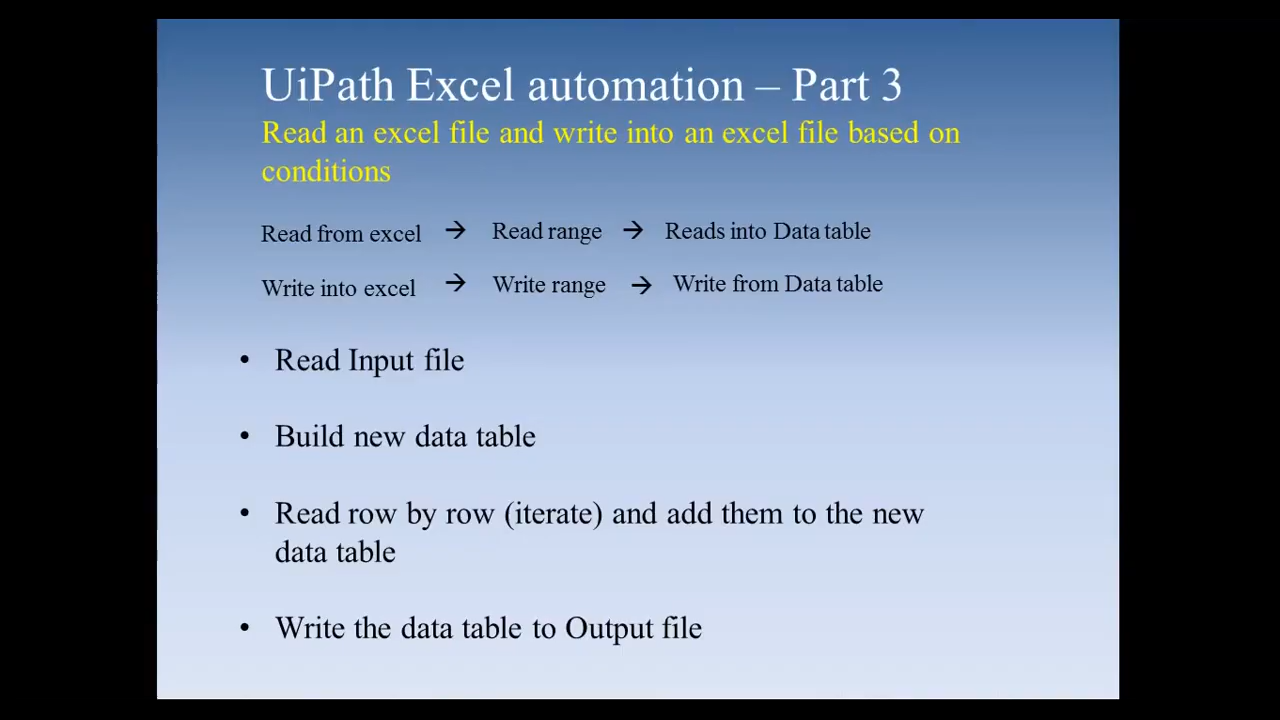 UiPath Excel automation – Part 3
Read an excel file and write into an excel file based on
conditions
Read from excel → Read range → Reads into Data table
Write into excel → Write range → Write from Data table
• Read Input file
• Build new data table
• Read row by row (iterate) and add them to the new
data table
• Write the data table to Output file